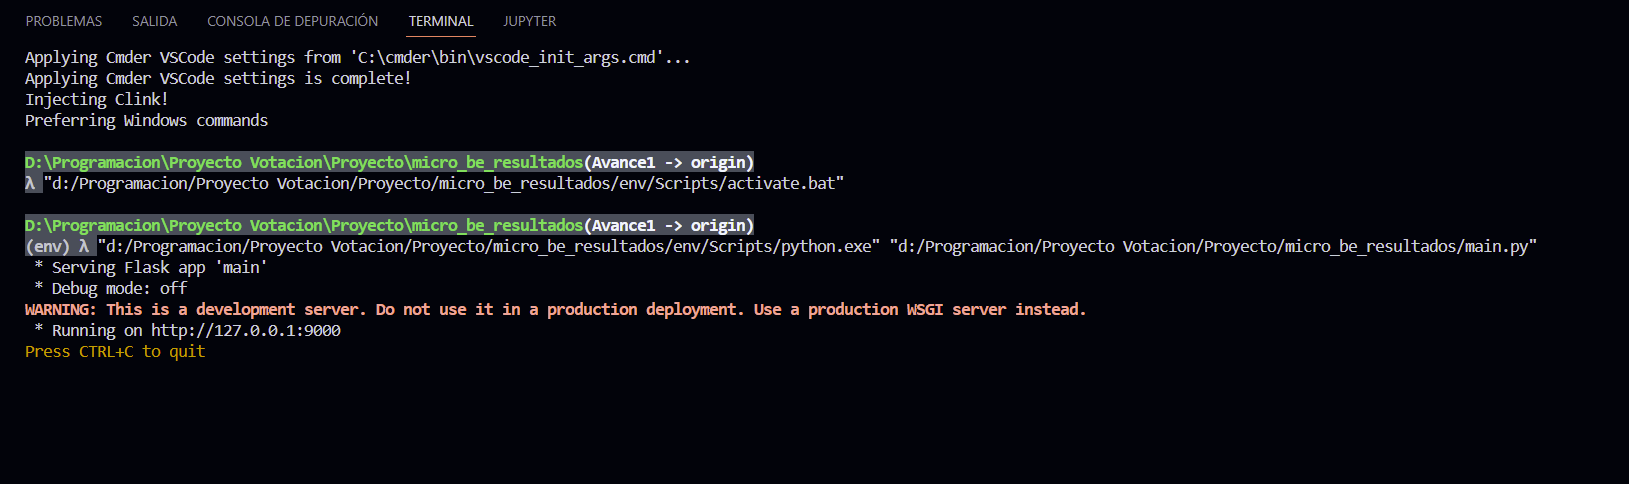 PROBLEMAS SALIDA CONSOLA DE DEPURACIÓN TERMINAL JUPYTER
Applying Cmder VSCode settings from 'C:\cmder\bin\vscode_init_args.cmd'...
Applying Cmder VSCode settings is complete!
Injecting Clink!
Preferring Windows commands
D:\Programacion\Proyecto Votacion\Proyecto\micro_be_resultados(Avance1 -> origin)
λ "d:/Programacion/Proyecto Votacion/Proyecto/micro_be_resultados/env/Scripts/activate.bat"
D:\Programacion\Proyecto Votacion\Proyecto\micro_be_resultados(Avance1 -> origin)
(env) λ "d:/Programacion/Proyecto Votacion/Proyecto/micro_be_resultados/env/Scripts/python.exe" "d:/Programacion/Proyecto Votacion/Proyecto/micro_be_resultados/main.py"
 * Serving Flask app 'main'
 * Debug mode: off
WARNING: This is a development server. Do not use it in a production deployment. Use a production WSGI server instead.
 * Running on http://127.0.0.1:9000
Press CTRL+C to quit